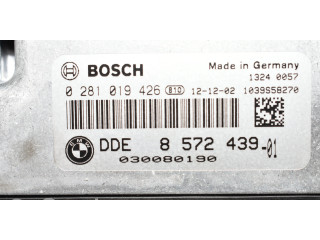 BOSCH
Made in Germany
1324 0057
0 281 019 426 B10 12-12-02 1039S58270
BMW
DDE 8 572 439-01
030080190